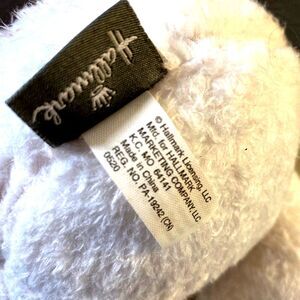 Hallmark
© Hallmark Licensing, LLC
Mfd. for HALLMARK
MARKETING COMPANY, LLC
K.C. MO 64141
Made in China
0520
REG. NO. PA-19242 (CN)